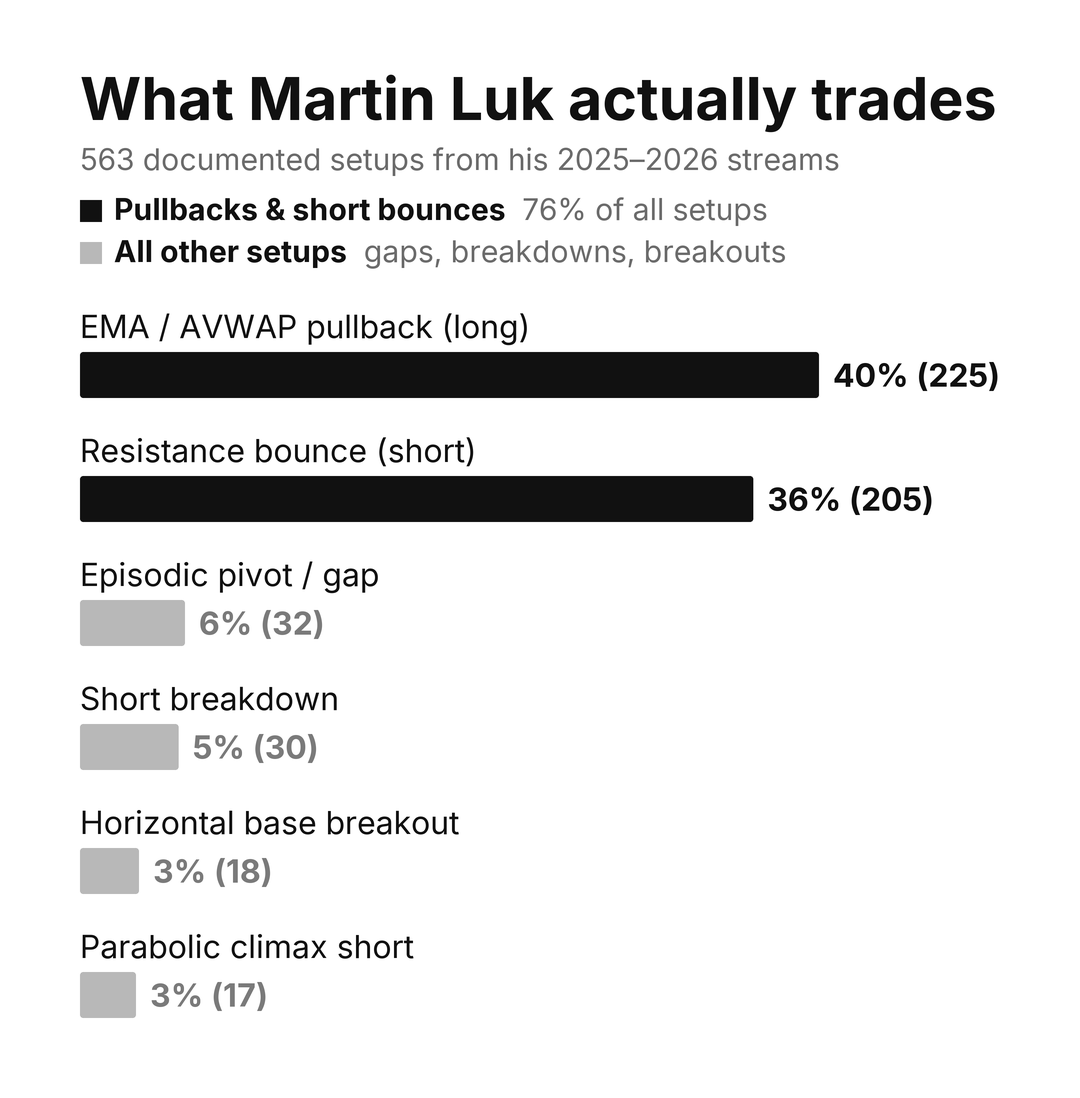 What Martin Luk actually trades
563 documented setups from his 2025–2026 streams
Pullbacks & short bounces 76% of all setups
All other setups gaps, breakdowns, breakouts
EMA / AVWAP pullback (long)
40% (225)
Resistance bounce (short)
36% (205)
Episodic pivot / gap
6% (32)
Short breakdown
5% (30)
Horizontal base breakout
3% (18)
Parabolic climax short
3% (17)